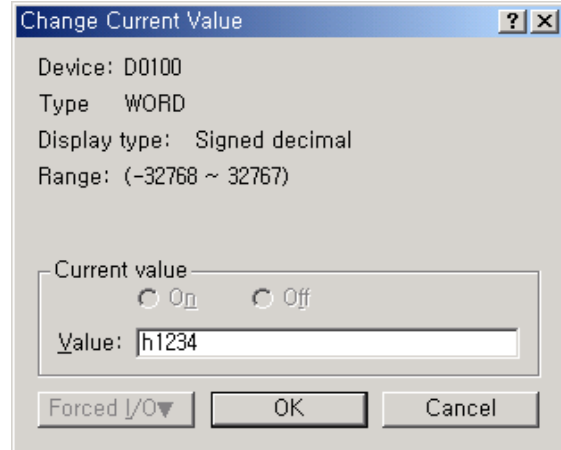 Change Current Value
Device: D0100
Type WORD
Display type: Signed decimal
Range: (-32768 ~ 32767)
Current value
On Off
Value: h1234
Forced I/O▼ OK Cancel